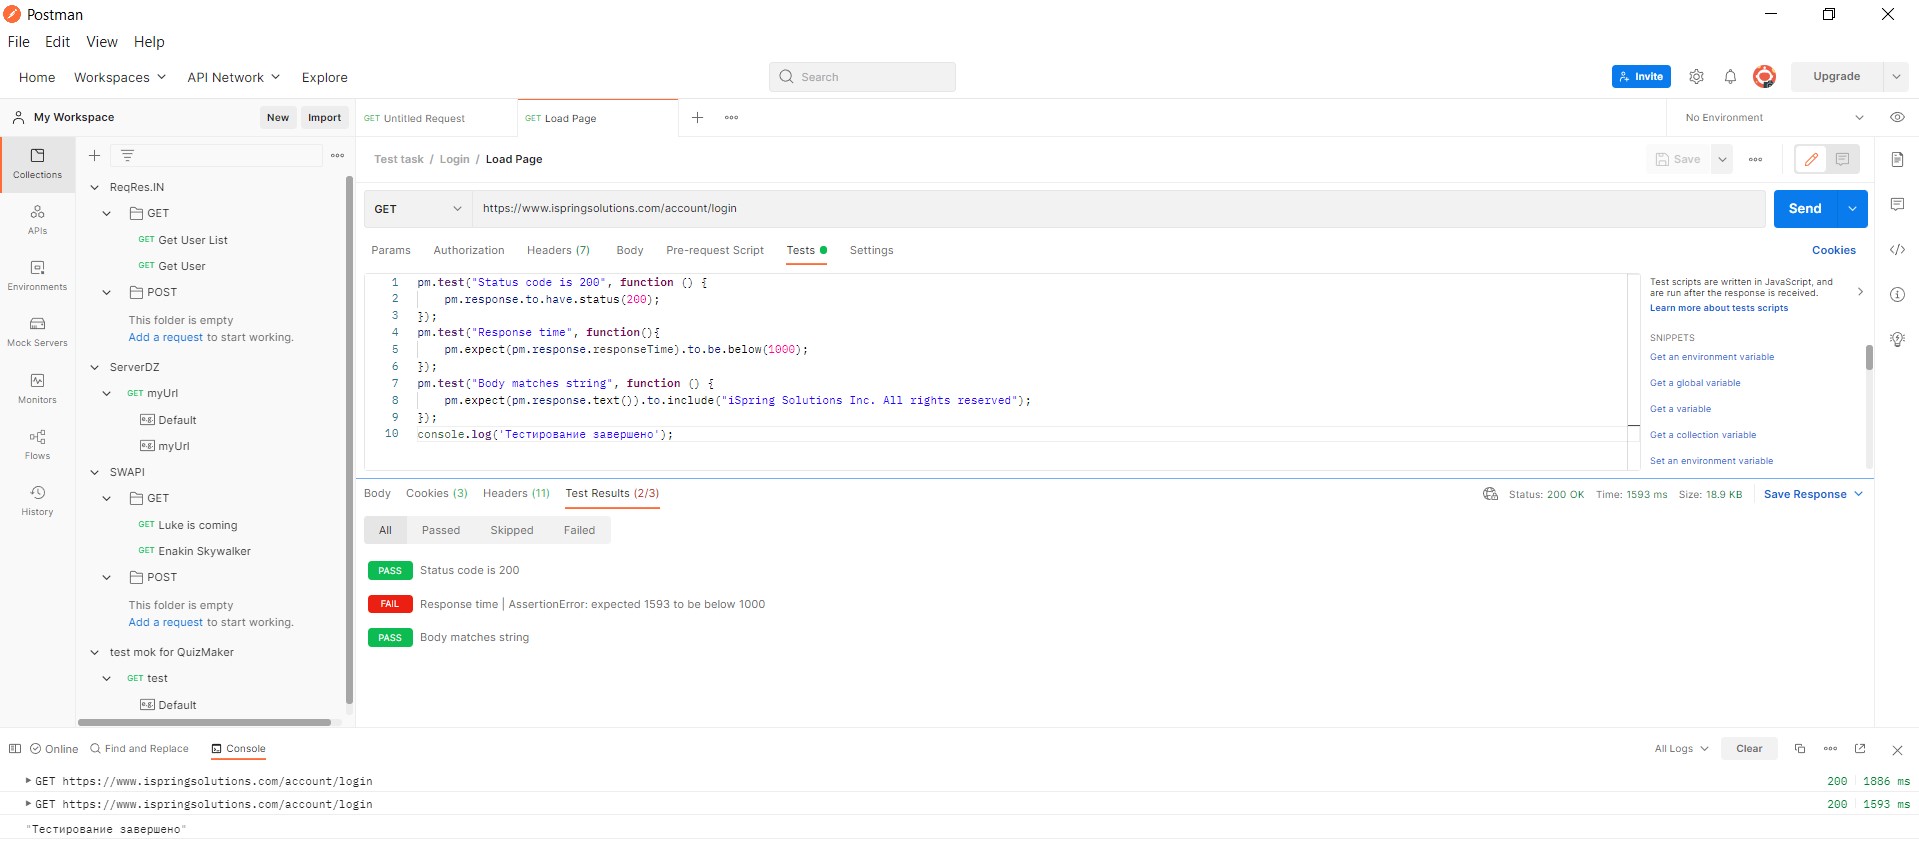 Postman
File Edit View Help
Home Workspaces API Network Explore
Search
Invite
Upgrade
My Workspace
New Import
GET Untitled Request
GET Load Page
No Environment
Collections
APIs
Environments
Mock Servers
Monitors
Flows
History
ReqRes.IN
GET
GET Get User List
GET Get User
POST
This folder is empty
Add a request to start working.
ServerDZ
GET myUrl
e.g. Default
e.g. myUrl
SWAPI
GET
GET Luke is coming
GET Enakin Skywalker
POST
This folder is empty
Add a request to start working.
test mok for QuizMaker
GET test
e.g. Default
Test task / Login / Load Page
Save
GET https://www.ispringsolutions.com/account/login
Send
Params Authorization Headers (7) Body Pre-request Script Tests Settings
Cookies
1 pm.test("Status code is 200", function () {
2 pm.response.to.have.status(200);
3 });
4 pm.test("Response time", function(){
5 pm.expect(pm.response.responseTime).to.be.below(1000);
6 });
7 pm.test("Body matches string", function () {
8 pm.expect(pm.response.text()).to.include("iSpring Solutions Inc. All rights reserved");
9 });
10 console.log('Тестирование завершено');
Test scripts are written in JavaScript, and
are run after the response is received.
Learn more about tests scripts
SNIPPETS
Get an environment variable
Get a global variable
Get a variable
Get a collection variable
Set an environment variable
Body Cookies (3) Headers (11) Test Results (2/3)
Status: 200 OK Time: 1593 ms Size: 18.9 KB Save Response
All Passed Skipped Failed
PASS Status code is 200
FAIL Response time | AssertionError: expected 1593 to be below 1000
PASS Body matches string
Online Find and Replace Console
All Logs Clear
GET https://www.ispringsolutions.com/account/login 200 1886 ms
GET https://www.ispringsolutions.com/account/login 200 1593 ms
"Тестирование завершено"